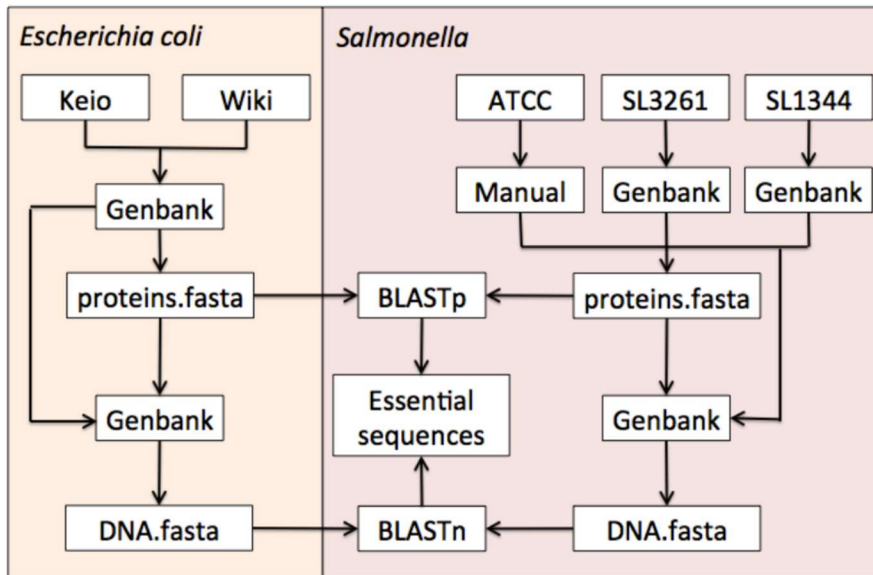 Escherichia coli
Salmonella
Keio
Wiki
ATCC
SL3261
SL1344
Genbank
Manual
Genbank
Genbank
proteins.fasta
BLASTp
proteins.fasta
Genbank
Essential
sequences
Genbank
DNA.fasta
BLASTn
DNA.fasta